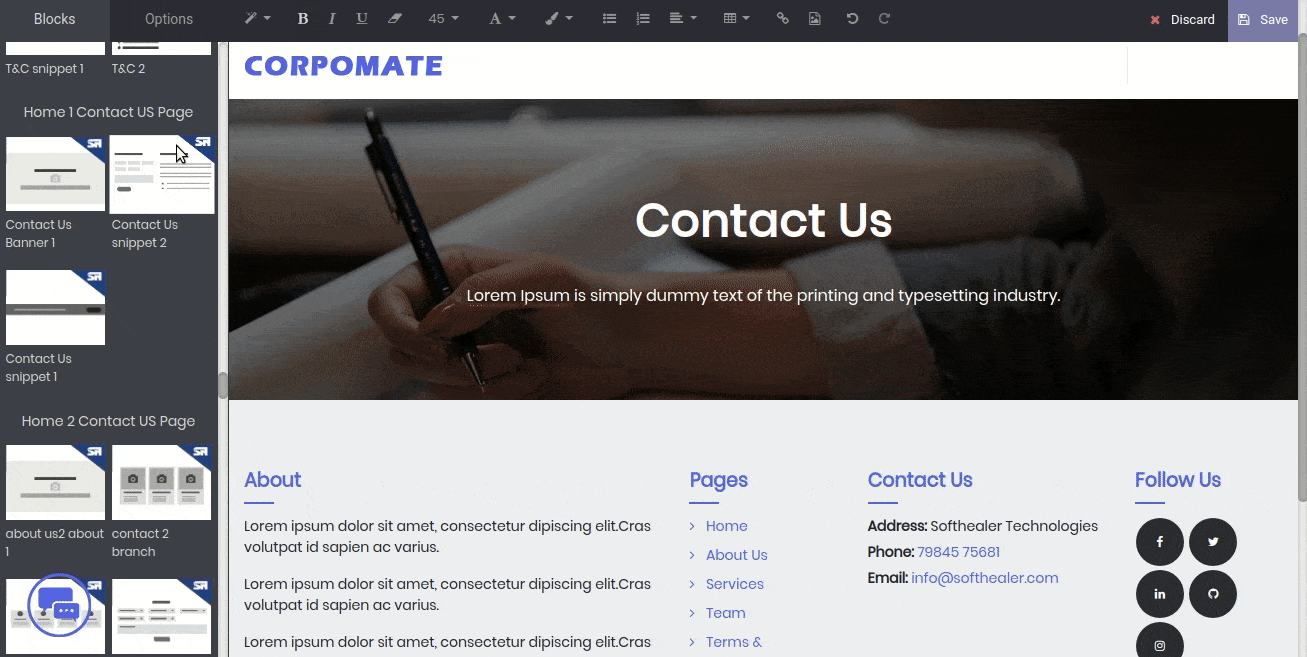 Blocks
Options
B
I
U
45
A
Discard
Save
T&C snippet 1
T&C 2
Home 1 Contact US Page
Contact Us
Banner 1
Contact Us
snippet 2
Contact Us
snippet 1
Home 2 Contact US Page
about us2 about
1
contact 2
branch
CORPOMATE
Contact Us
Lorem Ipsum is simply dummy text of the printing and typesetting industry.
About
Lorem ipsum dolor sit amet, consectetur dipiscing elit.Cras
volutpat id sapien ac varius.
Lorem ipsum dolor sit amet, consectetur dipiscing elit.Cras
volutpat id sapien ac varius.
Lorem ipsum dolor sit amet, consectetur dipiscing elit.Cras
Pages
Home
About Us
Services
Team
Terms &
Contact Us
Address: Softhealer Technologies
Phone: 79845 75681
Email: info@softhealer.com
Follow Us